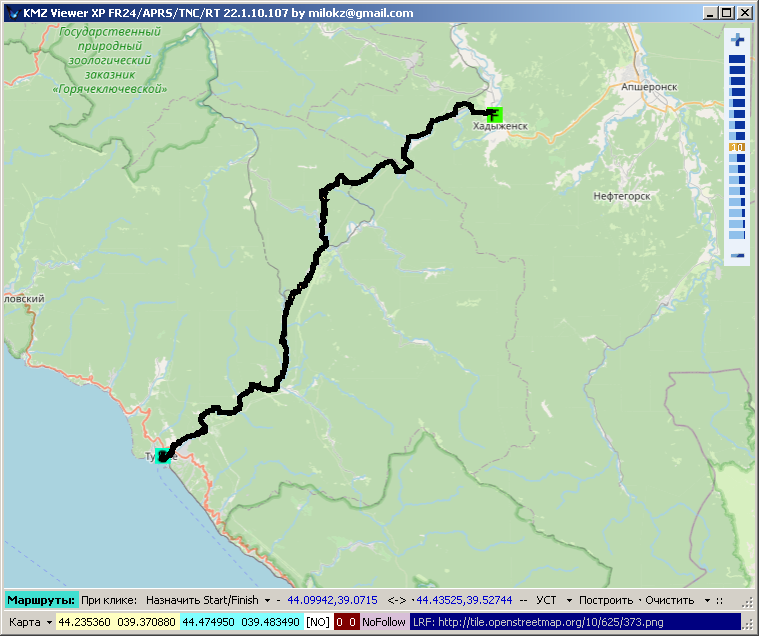 KMZ Viewer XP FR24/APRS/TNC/RT 22.1.10.107 by milokz@gmail.com
Государственный
природный
зоологический
заказник
«Горячеключевской»
Апшеронск
Хадыженск
10
Нефтегорск
ловский
Ту
Маршруты: При клике: Назначить Start/Finish - 44.09942,39.0715 <-> · 44.43525,39.52744 -- УСТ Построить · Очистить ::
Карта 44.235360 039.370880 44.474950 039.483490 [NO] 0 0 NoFollow LRF: http://tile.openstreetmap.org/10/625/373.png